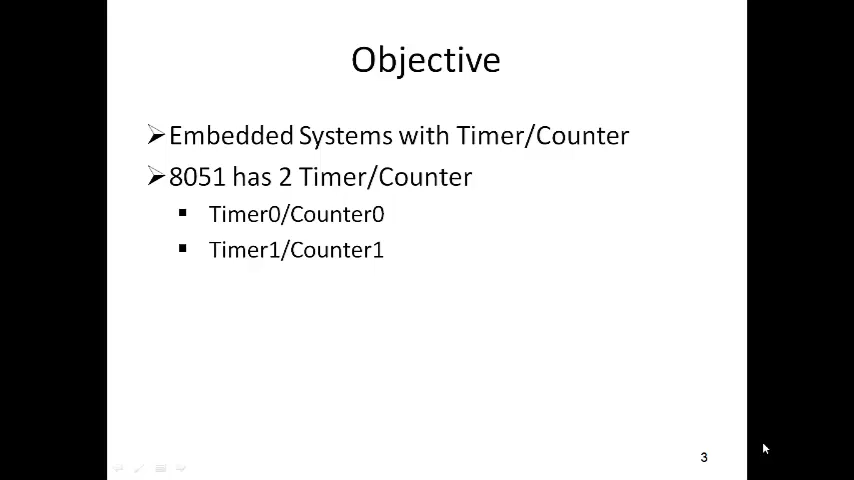 Objective
Embedded Systems with Timer/Counter
8051 has 2 Timer/Counter
Timer0/Counter0
Timer1/Counter1
3